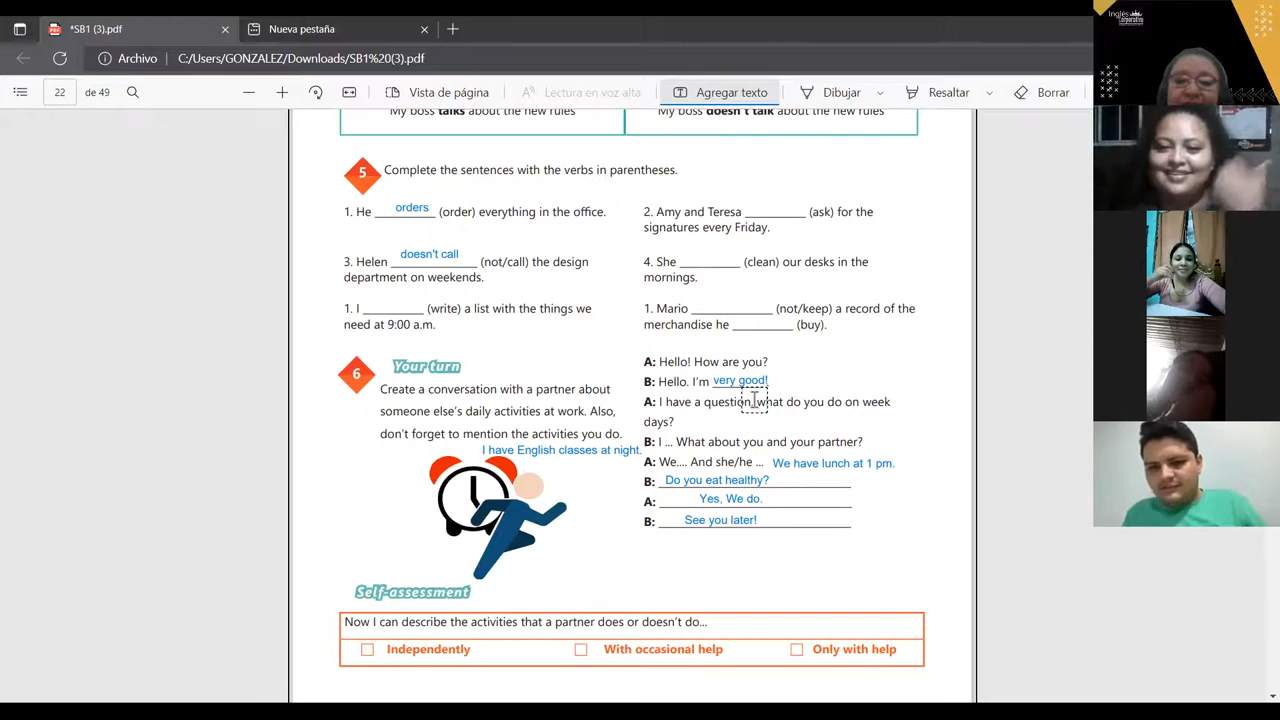 *SB1 (3).pdf
Nueva pestaña
Archivo
C:/Users/GONZALEZ/Downloads/SB1%20(3).pdf
22
de 49
Vista de página
Lectura en voz alta
Agregar texto
Dibujar
Resaltar
Borrar
Inglés
Corporativo
My boss talks about the new rules
My boss doesn't talk about the new rules
5
Complete the sentences with the verbs in parentheses.
1. He orders (order) everything in the office.
2. Amy and Teresa __________ (ask) for the
signatures every Friday.
3. Helen doesn't call (not/call) the design
department on weekends.
4. She __________ (clean) our desks in the
mornings.
1. I __________ (write) a list with the things we
need at 9:00 a.m.
1. Mario _____________ (not/keep) a record of the
merchandise he __________ (buy).
6
Your turn
Create a conversation with a partner about
someone else's daily activities at work. Also,
don't forget to mention the activities you do.
I have English classes at night.
A: Hello! How are you?
B: Hello. I'm very good!
A: I have a question, what do you do on week
days?
B: I ... What about you and your partner?
A: We.... And she/he ... We have lunch at 1 pm.
B: Do you eat healthy?
A: Yes, We do.
B: See you later!
Self-assessment
Now I can describe the activities that a partner does or doesn't do...
Independently
With occasional help
Only with help